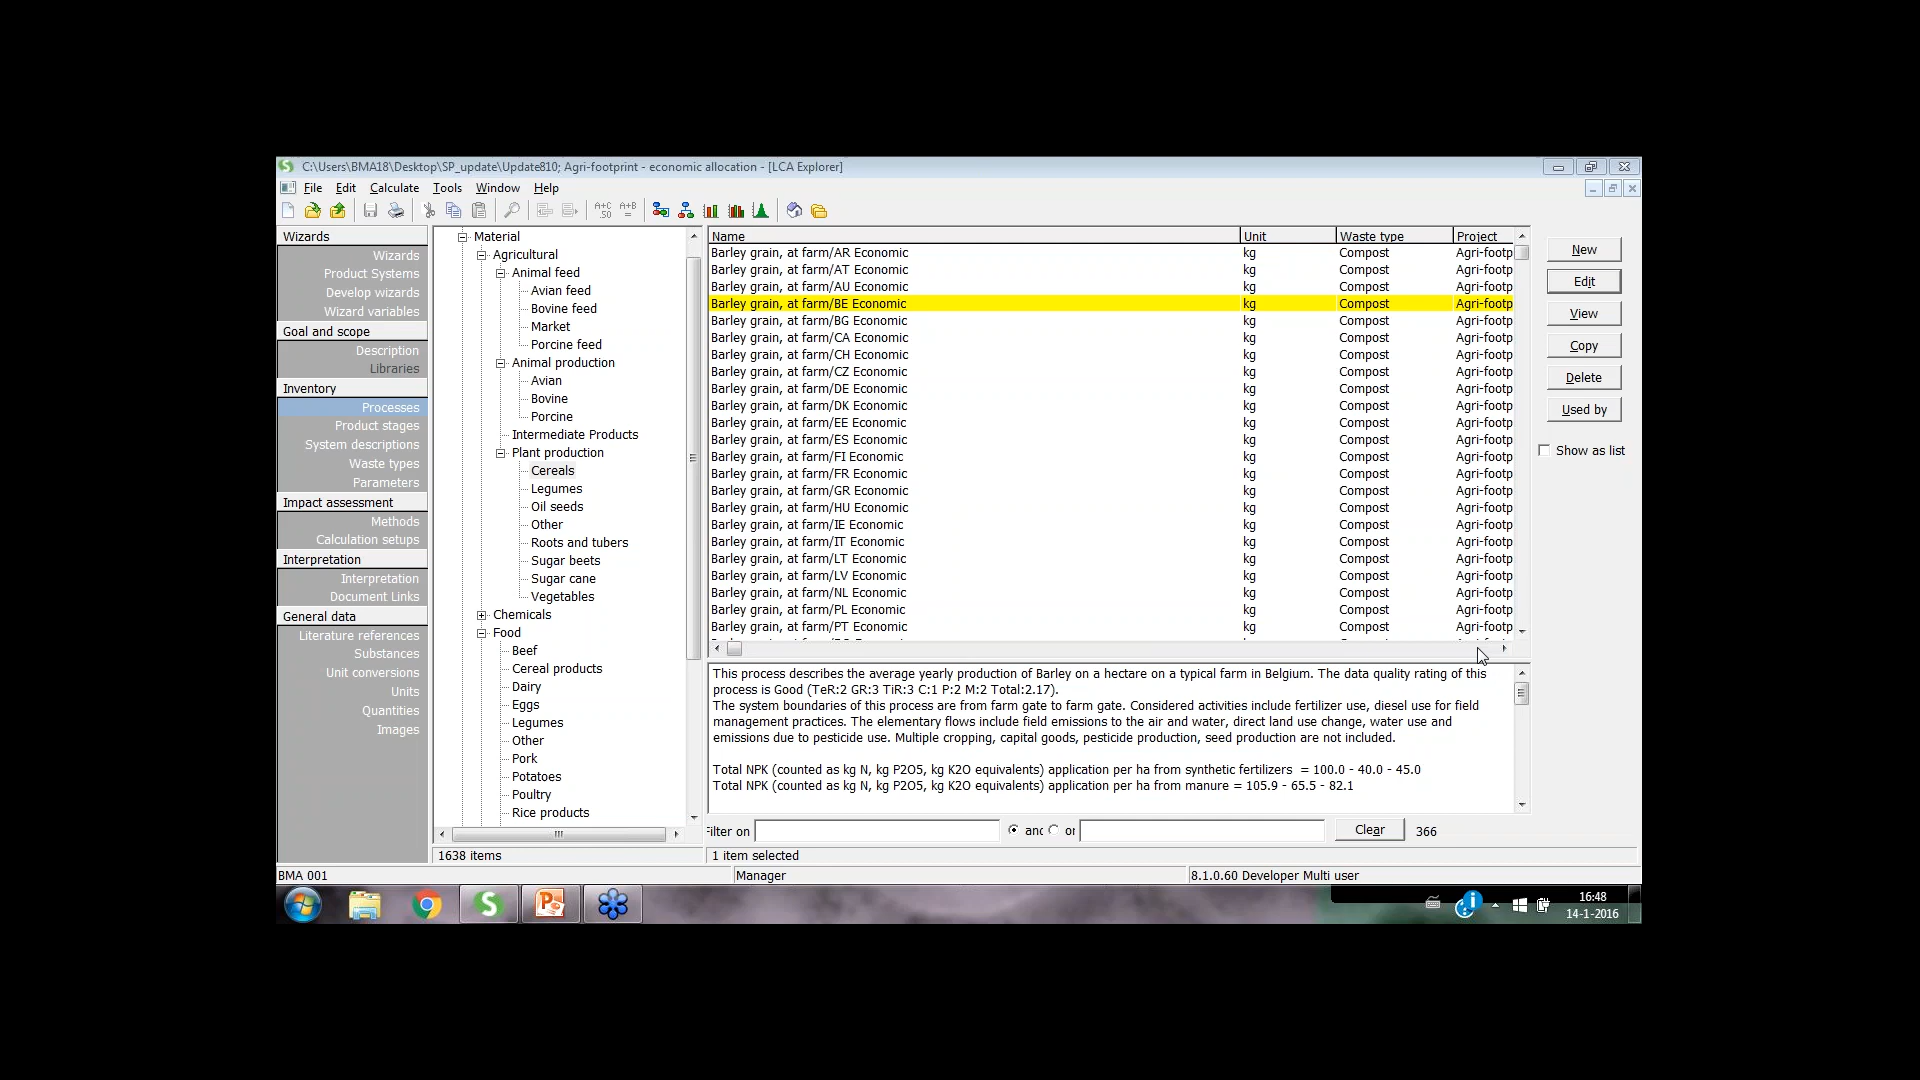 C:\Users\BMA18\Desktop\SP_update\Update810; Agri-footprint - economic allocation - [LCA Explorer]
File Edit Calculate Tools Window Help
Wizards
Wizards
Product Systems
Develop wizards
Wizard variables
Goal and scope
Description
Libraries
Inventory
Processes
Product stages
System descriptions
Waste types
Parameters
Impact assessment
Methods
Calculation setups
Interpretation
Interpretation
Document Links
General data
Literature references
Substances
Unit conversions
Units
Quantities
Images
Material
Agricultural
Animal feed
Avian feed
Bovine feed
Market
Porcine feed
Animal production
Avian
Bovine
Porcine
Intermediate Products
Plant production
Cereals
Legumes
Oil seeds
Other
Roots and tubers
Sugar beets
Sugar cane
Vegetables
Chemicals
Food
Beef
Cereal products
Dairy
Eggs
Legumes
Other
Pork
Potatoes
Poultry
Rice products
1638 items
Name Unit Waste type Project
Barley grain, at farm/AR Economic kg Compost Agri-footp
Barley grain, at farm/AT Economic kg Compost Agri-footp
Barley grain, at farm/AU Economic kg Compost Agri-footp
Barley grain, at farm/BE Economic kg Compost Agri-footp
Barley grain, at farm/BG Economic kg Compost Agri-footp
Barley grain, at farm/CA Economic kg Compost Agri-footp
Barley grain, at farm/CH Economic kg Compost Agri-footp
Barley grain, at farm/CZ Economic kg Compost Agri-footp
Barley grain, at farm/DE Economic kg Compost Agri-footp
Barley grain, at farm/DK Economic kg Compost Agri-footp
Barley grain, at farm/EE Economic kg Compost Agri-footp
Barley grain, at farm/ES Economic kg Compost Agri-footp
Barley grain, at farm/FI Economic kg Compost Agri-footp
Barley grain, at farm/FR Economic kg Compost Agri-footp
Barley grain, at farm/GR Economic kg Compost Agri-footp
Barley grain, at farm/HU Economic kg Compost Agri-footp
Barley grain, at farm/IE Economic kg Compost Agri-footp
Barley grain, at farm/IT Economic kg Compost Agri-footp
Barley grain, at farm/LT Economic kg Compost Agri-footp
Barley grain, at farm/LV Economic kg Compost Agri-footp
Barley grain, at farm/NL Economic kg Compost Agri-footp
Barley grain, at farm/PL Economic kg Compost Agri-footp
Barley grain, at farm/PT Economic kg Compost Agri-footp
This process describes the average yearly production of Barley on a hectare on a typical farm in Belgium. The data quality rating of this
process is Good (TeR:2 GR:3 TiR:3 C:1 P:2 M:2 Total:2.17).
The system boundaries of this process are from farm gate to farm gate. Considered activities include fertilizer use, diesel use for field
management practices. The elementary flows include field emissions to the air and water, direct land use change, water use and
emissions due to pesticide use. Multiple cropping, capital goods, pesticide production, seed production are not included.
Total NPK (counted as kg N, kg P2O5, kg K2O equivalents) application per ha from synthetic fertilizers = 100.0 - 40.0 - 45.0
Total NPK (counted as kg N, kg P2O5, kg K2O equivalents) application per ha from manure = 105.9 - 65.5 - 82.1
Filter on and or Clear 366
1 item selected
New
Edit
View
Copy
Delete
Used by
Show as list
BMA 001 Manager 8.1.0.60 Developer Multi user
16:48
14-1-2016